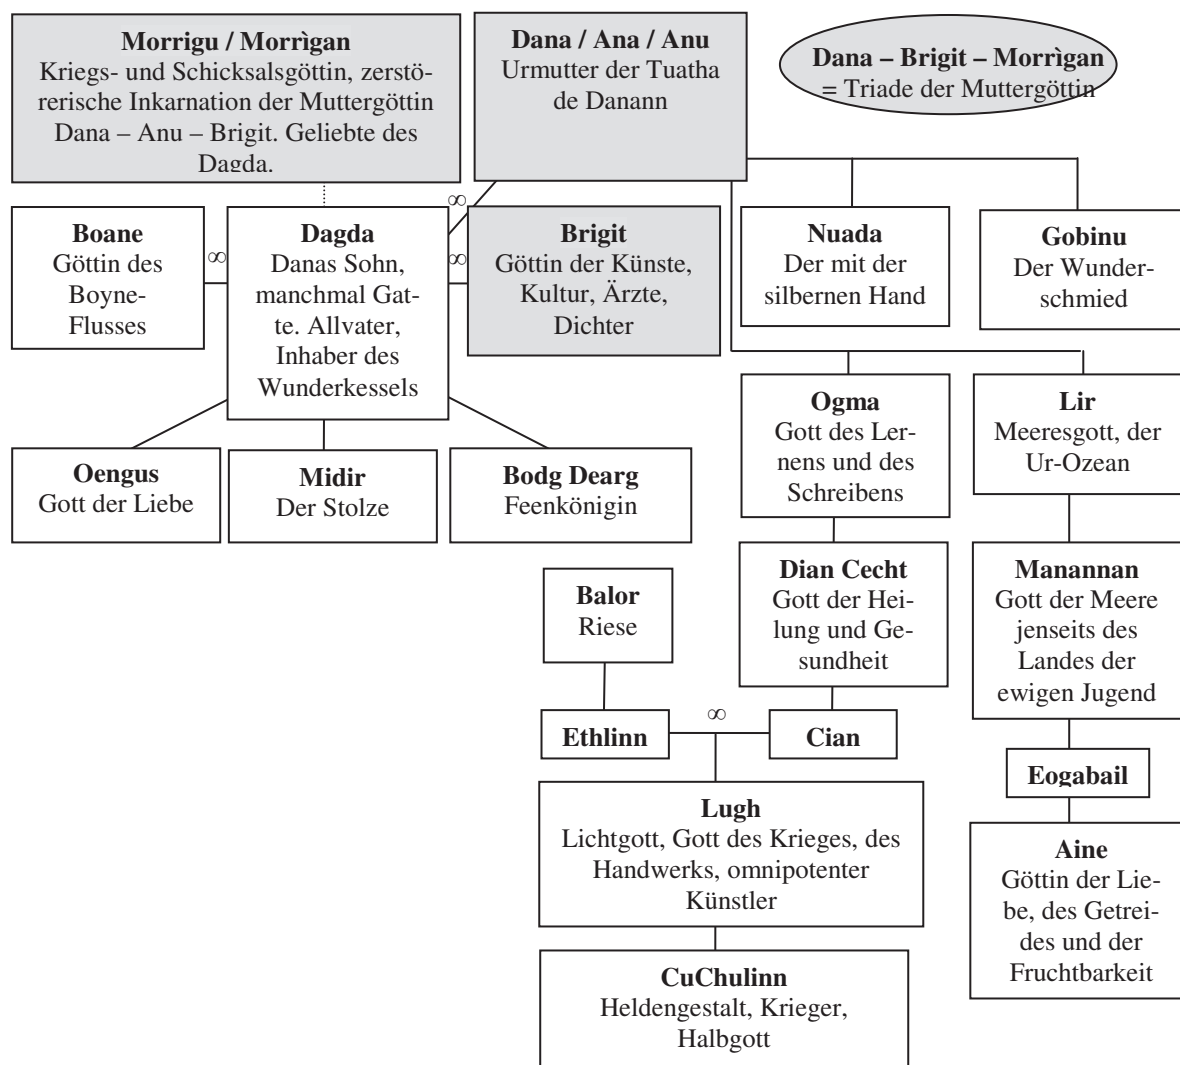 Morrigu / Morrìgan
Kriegs- und Schicksalsgöttin, zerstö-
rerische Inkarnation der Muttergöttin
Dana – Anu – Brigit. Geliebte des
Dagda.
Dana / Ana / Anu
Urmutter der Tuatha
de Danann
Dana – Brigit – Morrìgan
= Triade der Muttergöttin
∞
Boane
Göttin des
Boyne-
Flusses
∞
Dagda
Danas Sohn,
manchmal Gat-
te. Allvater,
Inhaber des
Wunderkessels
∞
Brigit
Göttin der Künste,
Kultur, Ärzte,
Dichter
Nuada
Der mit der
silbernen Hand
Gobinu
Der Wunder-
schmied
Ogma
Gott des Ler-
nens und des
Schreibens
Lir
Meeresgott, der
Ur-Ozean
Oengus
Gott der Liebe
Midir
Der Stolze
Bodg Dearg
Feenkönigin
Balor
Riese
Dian Cecht
Gott der Hei-
lung und Ge-
sundheit
Manannan
Gott der Meere
jenseits des
Landes der
ewigen Jugend
Ethlinn
∞
Cian
Eogabail
Lugh
Lichtgott, Gott des Krieges, des
Handwerks, omnipotenter
Künstler
Aine
Göttin der Lie-
be, des Getrei-
des und der
Fruchtbarkeit
CuChulinn
Heldengestalt, Krieger,
Halbgott